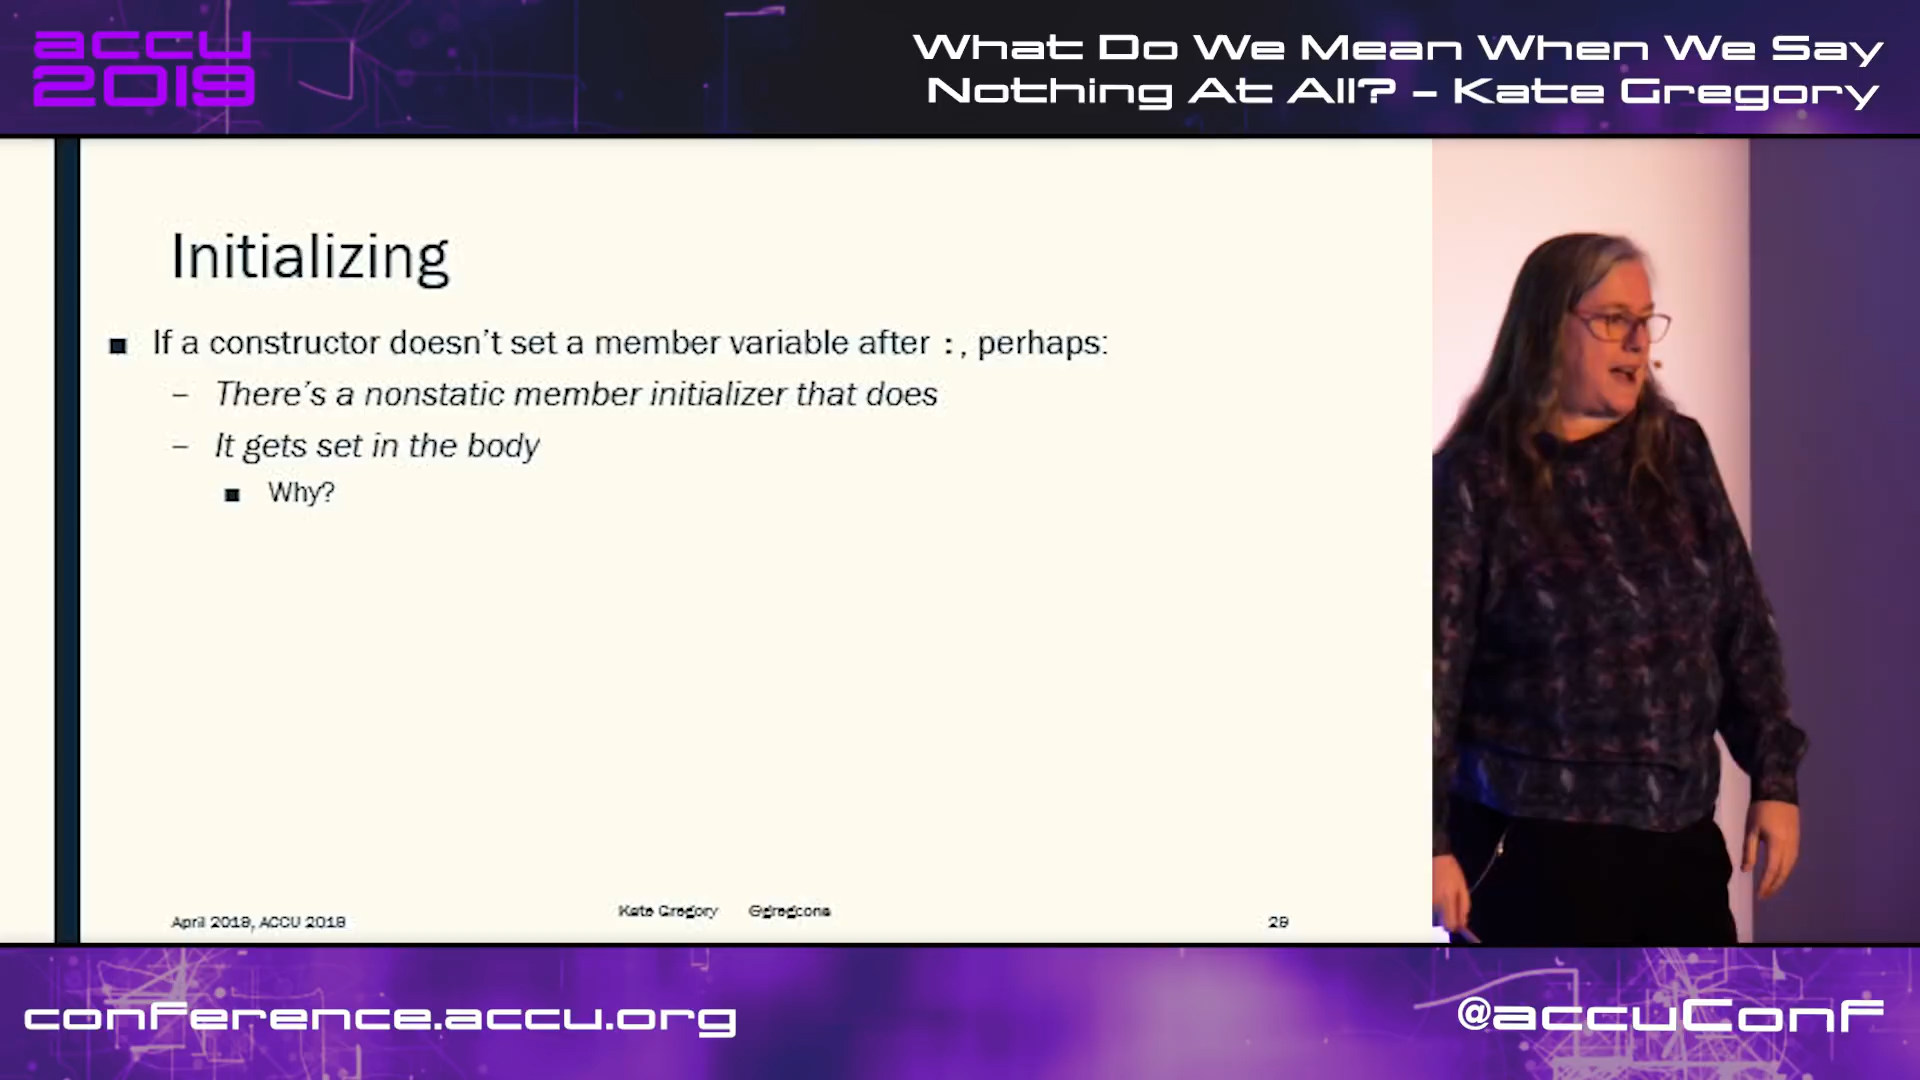 accu
2019
What Do We Mean When We Say
Nothing At All? - Kate Gregory
Initializing
■ If a constructor doesn't set a member variable after :, perhaps:
– There's a nonstatic member initializer that does
– It gets set in the body
■ Why?
April 2019, ACCU 2019
Kate Gregory @gregcons
29
conference.accu.org
@accuConf